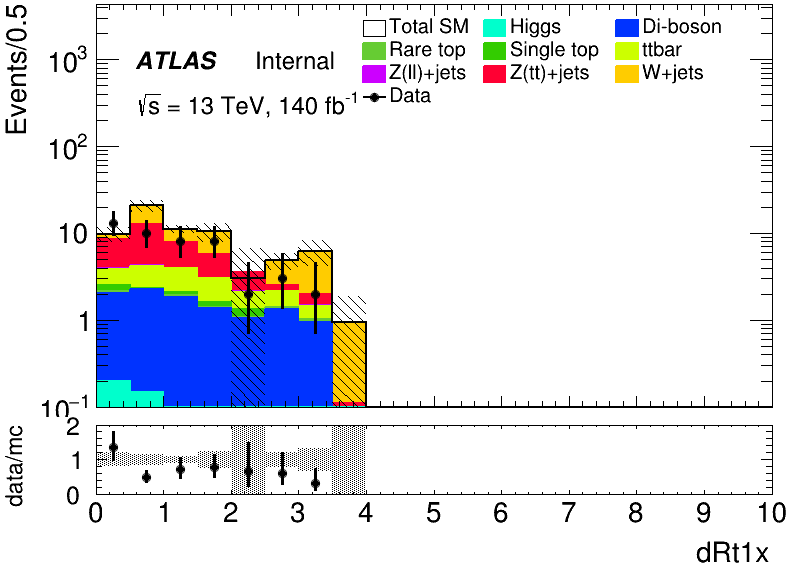 Events/0.5
10³
10²
10
1
10⁻¹
ATLAS Internal
√s = 13 TeV, 140 fb⁻¹
Total SM Higgs Di-boson
Rare top Single top ttbar
Z(ll)+jets Z(tt)+jets W+jets
Data
data/mc
2
1
0
0 1 2 3 4 5 6 7 8 9 10
dRt1x